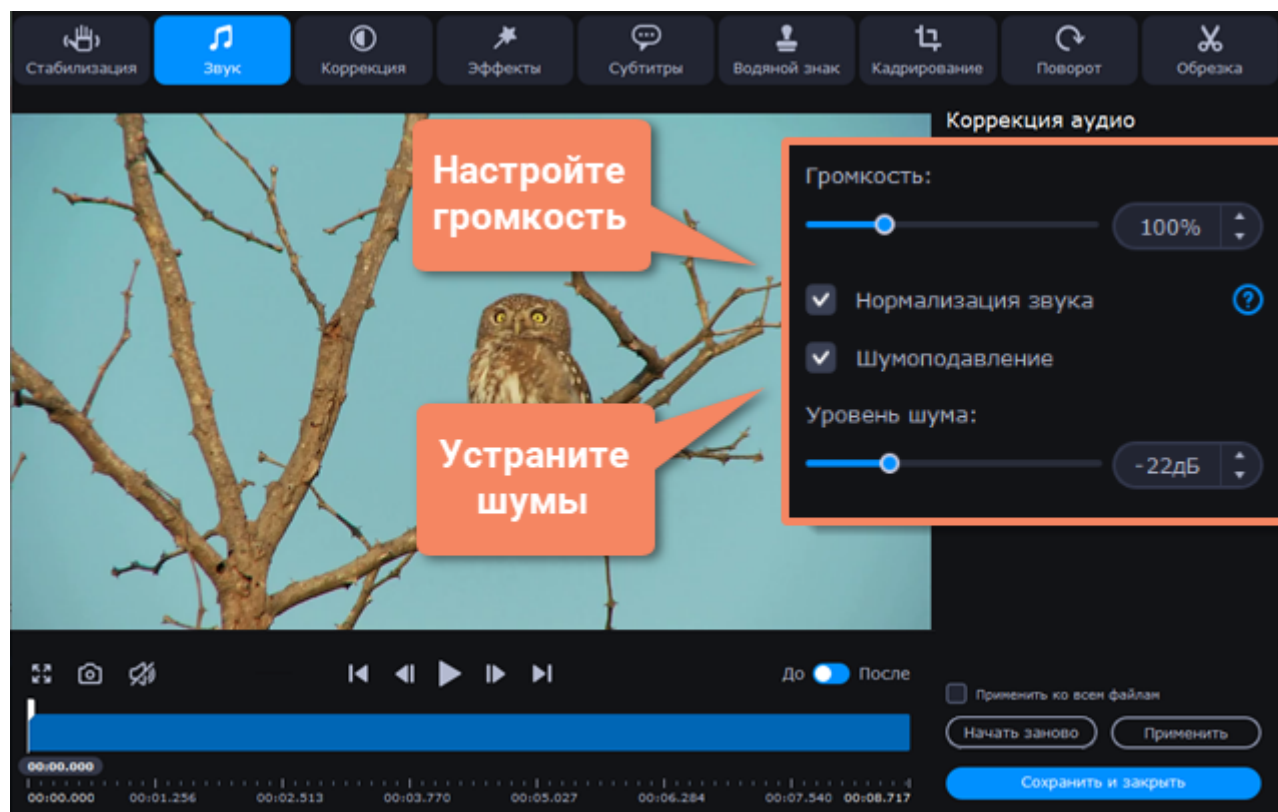 Стабилизация
Звук
Коррекция
Эффекты
Субтитры
Водяной знак
Кадрирование
Поворот
Обрезка
Коррекция аудио
Настройте
громкость
Громкость:
100%
Нормализация звука
?
Шумоподавление
Устраните
шумы
Уровень шума:
-22дБ
До
После
Применить ко всем файлам
Начать заново
Применить
Сохранить и закрыть
00:00.000
00:00.000 00:01.256 00:02.513 00:03.770 00:05.027 00:06.284 00:07.540 00:08.717